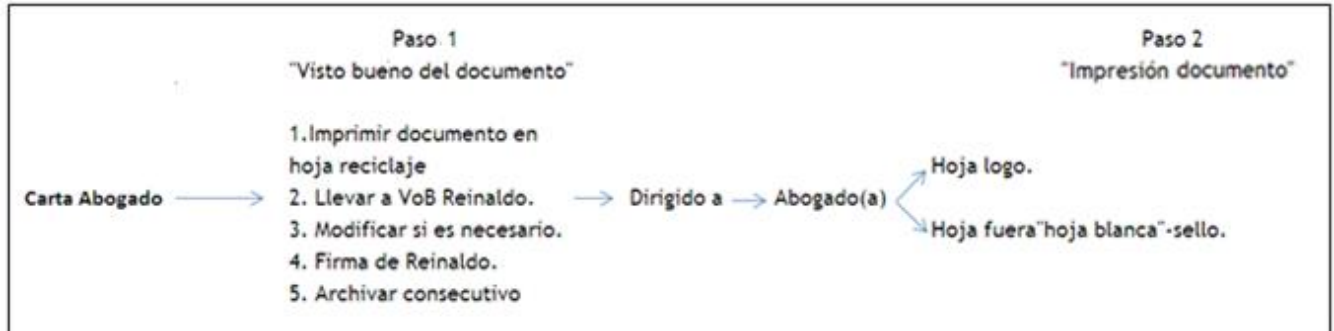 Paso 1
"Visto bueno del documento"
Paso 2
"Impresión documento"
Carta Abogado
1.Imprimir documento en
hoja reciclaje
2. Llevar a VoB Reinaldo.
3. Modificar si es necesario.
4. Firma de Reinaldo.
5. Archivar consecutivo
Dirigido a
Abogado(a)
Hoja logo.
Hoja fuera"hoja blanca"-sello.